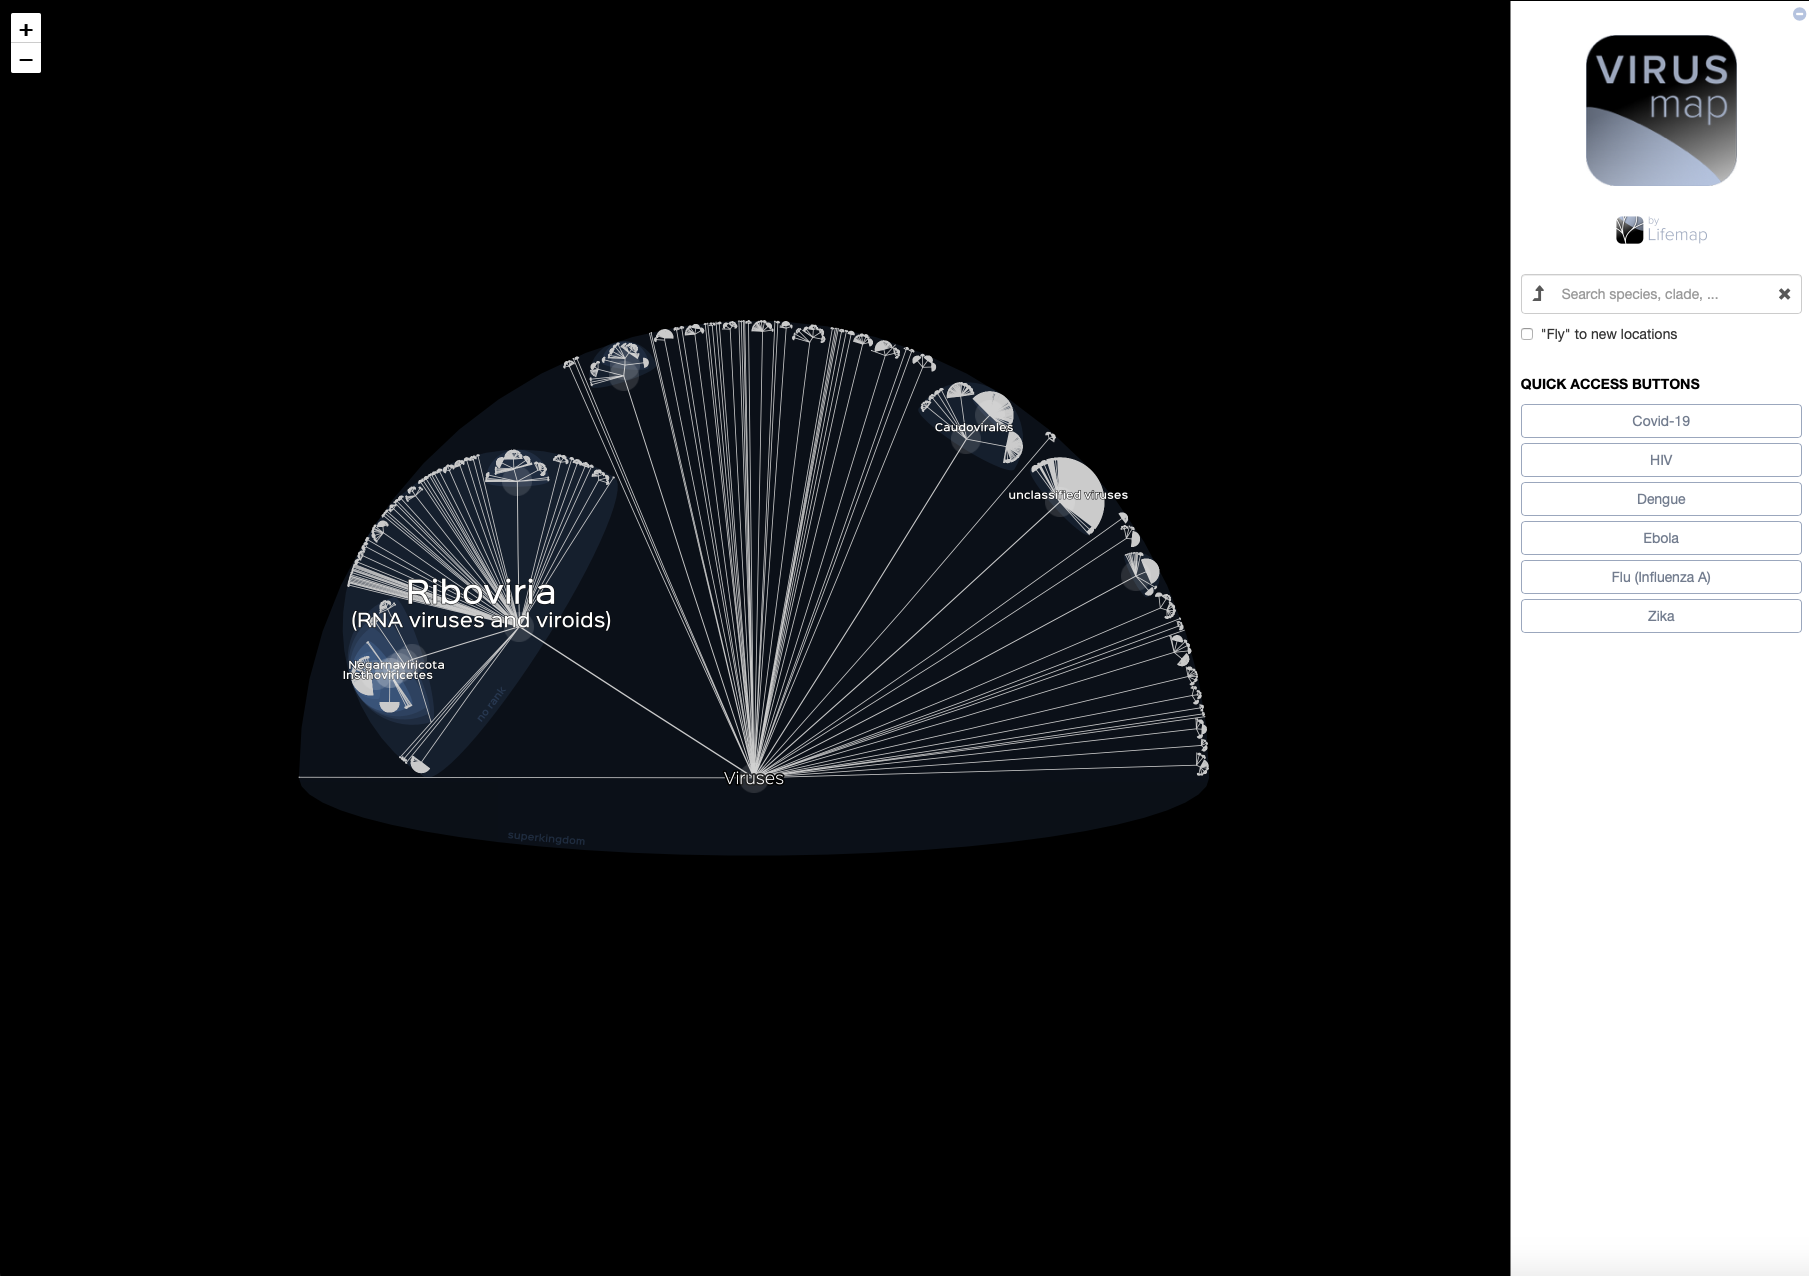 +
−
Riboviria
(RNA viruses and viroids)
Negarnaviricota
Insthoviricetes
no rank
Caudovirales
unclassified viruses
Viruses
superkingdom
VIRUS
map
by
Lifemap
Search species, clade, ...
"Fly" to new locations
QUICK ACCESS BUTTONS
Covid-19
HIV
Dengue
Ebola
Flu (Influenza A)
Zika